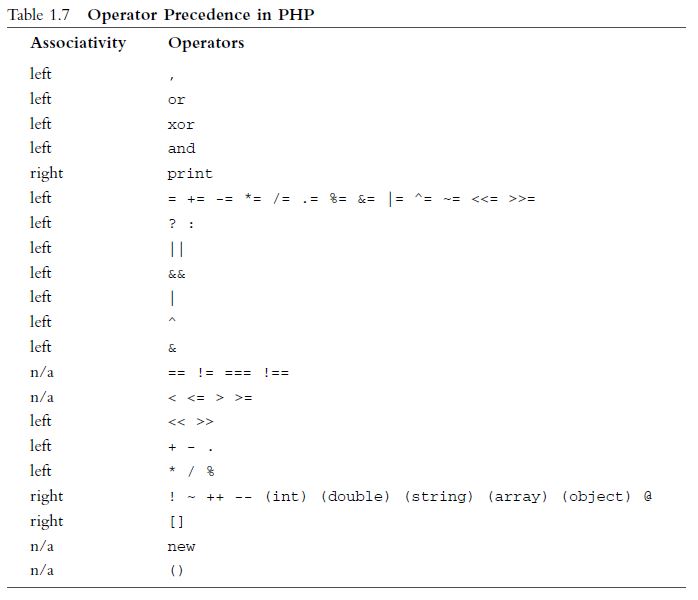 Table 1.7 Operator Precedence in PHP
Associativity Operators
left ,
left or
left xor
left and
right print
left = += -= *= /= .= %= &= |= ^= ~= <<= >>=
left ? :
left ||
left &&
left |
left ^
left &
n/a == != === !==
n/a < <= > >=
left << >>
left + - .
left * / %
right ! ~ ++ -- (int) (double) (string) (array) (object) @
right []
n/a new
n/a ()